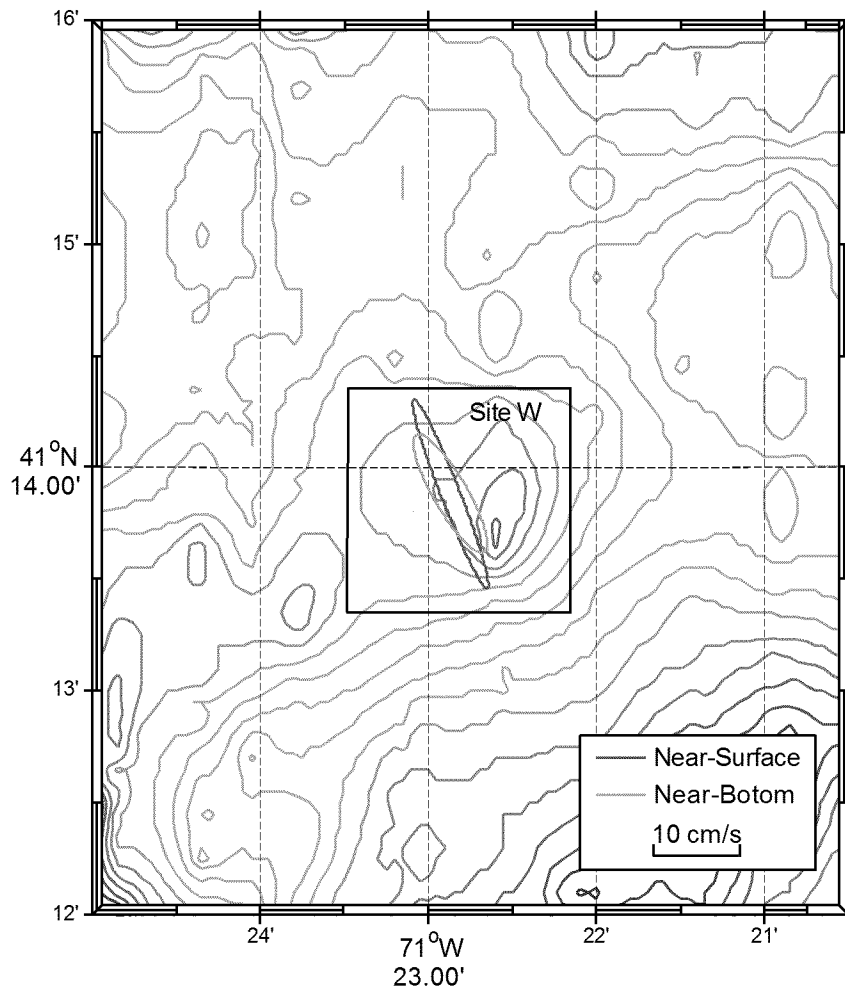 16'
15'
Site W
41°N
14.00'
13'
Near-Surface
Near-Botom
10 cm/s
12'
24'
71°W
23.00'
22'
21'